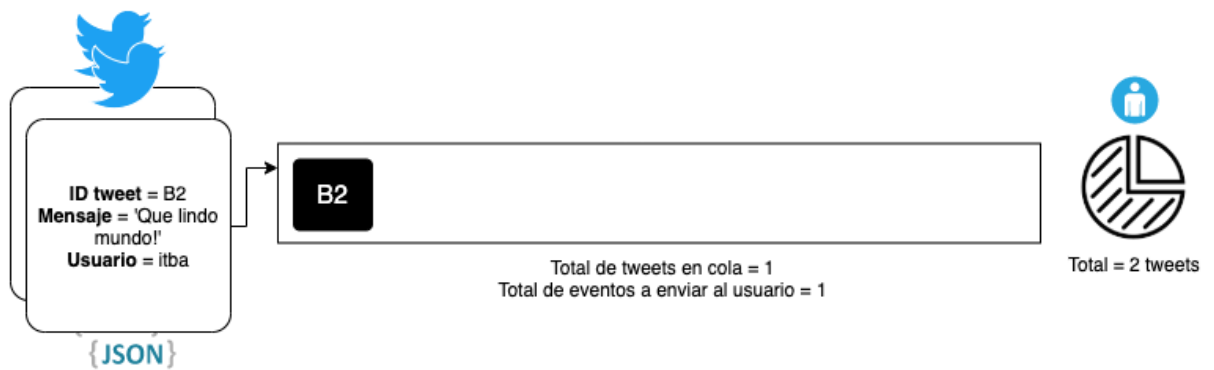 ID tweet = B2
Mensaje = 'Que lindo
mundo!'
Usuario = itba
{JSON}
B2
Total de tweets en cola = 1
Total de eventos a enviar al usuario = 1
Total = 2 tweets